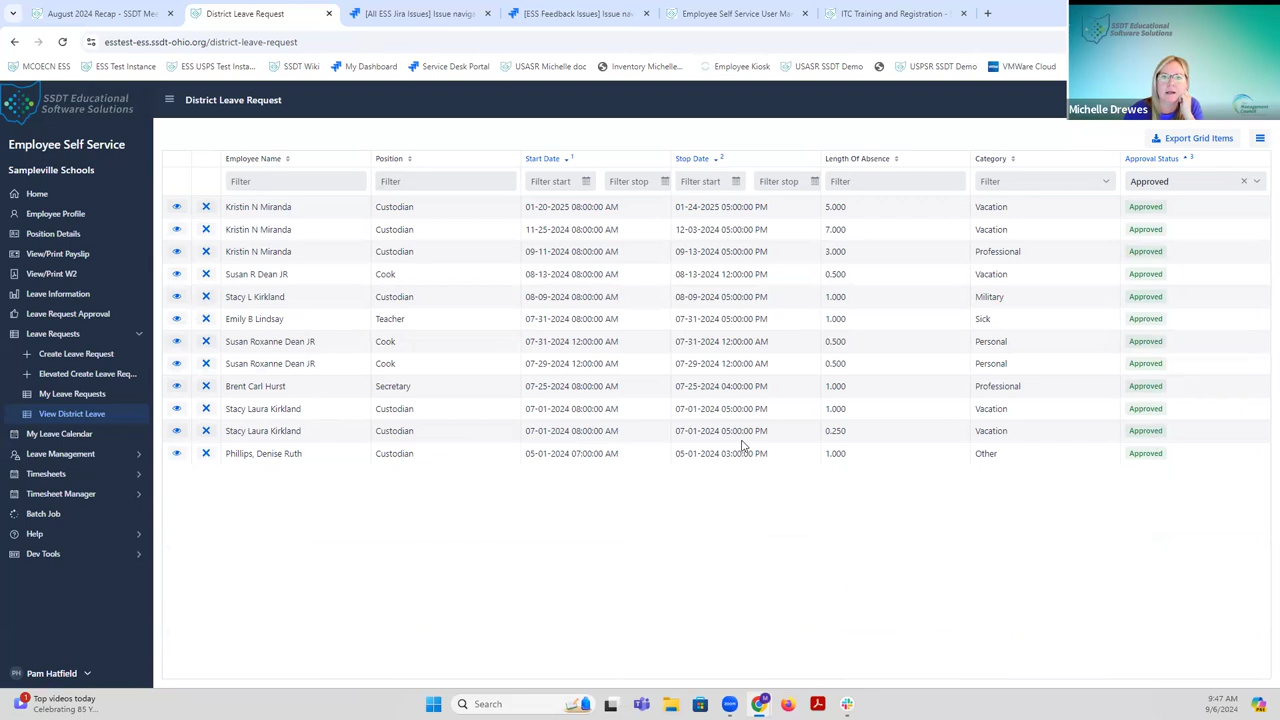 August 2024 Recap - SSDT Mee
District Leave Request
[All ESS Jira Issues] Issue navig
[ESS Feedback Issues] Issue nav
Employee Self Service User Ma
ITC Training and Registration -
esstest-ess.ssdt-ohio.org/district-leave-request
MCOECN ESS
ESS Test Instance
ESS USPS Test Insta...
SSDT Wiki
My Dashboard
Service Desk Portal
USASR Michelle doc
Inventory Michelle...
Employee Kiosk
USASR SSDT Demo
USPSR SSDT Demo
VMWare Cloud
SSDT Educational
Software Solutions
SSDT Educational
Software Solutions
Management
Council
Michelle Drewes
District Leave Request
Employee Self Service
Sampleville Schools
Home
Employee Profile
Position Details
View/Print Payslip
View/Print W2
Leave Information
Leave Request Approval
Leave Requests
Create Leave Request
Elevated Create Leave Req...
My Leave Requests
View District Leave
My Leave Calendar
Leave Management
Timesheets
Timesheet Manager
Batch Job
Help
Dev Tools
PH Pam Hatfield
Export Grid Items
Employee Name Position Start Date 1 Stop Date 2 Length Of Absence Category Approval Status 3
Filter Filter Filter start Filter stop Filter start Filter stop Filter Filter Approved
Kristin N Miranda Custodian 01-20-2025 08:00:00 AM 01-24-2025 05:00:00 PM 5.000 Vacation Approved
Kristin N Miranda Custodian 11-25-2024 08:00:00 AM 12-03-2024 05:00:00 PM 7.000 Vacation Approved
Kristin N Miranda Custodian 09-11-2024 08:00:00 AM 09-13-2024 05:00:00 PM 3.000 Professional Approved
Susan R Dean JR Cook 08-13-2024 08:00:00 AM 08-13-2024 12:00:00 PM 0.500 Vacation Approved
Stacy L Kirkland Custodian 08-09-2024 08:00:00 AM 08-09-2024 05:00:00 PM 1.000 Military Approved
Emily B Lindsay Teacher 07-31-2024 08:00:00 AM 07-31-2024 05:00:00 PM 1.000 Sick Approved
Susan Roxanne Dean JR Cook 07-31-2024 12:00:00 AM 07-31-2024 12:00:00 AM 0.500 Personal Approved
Susan Roxanne Dean JR Cook 07-29-2024 12:00:00 AM 07-29-2024 12:00:00 AM 0.500 Personal Approved
Brent Carl Hurst Secretary 07-25-2024 08:00:00 AM 07-25-2024 04:00:00 PM 1.000 Professional Approved
Stacy Laura Kirkland Custodian 07-01-2024 08:00:00 AM 07-01-2024 05:00:00 PM 1.000 Vacation Approved
Stacy Laura Kirkland Custodian 07-01-2024 08:00:00 AM 07-01-2024 05:00:00 PM 0.250 Vacation Approved
Phillips, Denise Ruth Custodian 05-01-2024 07:00:00 AM 05-01-2024 03:00:00 PM 1.000 Other Approved
1
Top videos today
Celebrating 85 Y...
Search
9:47 AM
9/6/2024